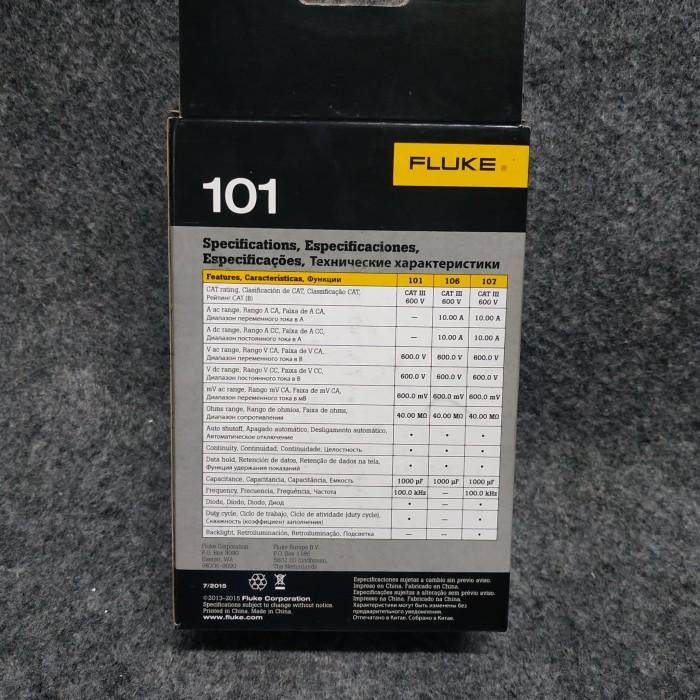 FLUKE ®
101
Specifications, Especificaciones,
Especificações, Технические характеристики
Features, Características, Функции 101 106 107
CAT rating, Clasificación de CAT, Classificação CAT, CAT III CAT III CAT III
Рейтинг CAT (В) 600 V 600 V 600 V
A ac range, Rango A CA, Faixa de A CA,
Диапазон переменного тока в А — 10.00 A 10.00 A
A dc range, Rango A CC, Faixa de A CC,
Диапазон постоянного тока в А — 10.00 A 10.00 A
V ac range, Rango V CA, Faixa de V CA,
Диапазон переменного тока в В 600.0 V 600.0 V 600.0 V
V dc range, Rango V CC, Faixa de V CC,
Диапазон постоянного тока в В 600.0 V 600.0 V 600.0 V
mV ac range, Rango mV CA, Faixa de mV CA,
Диапазон переменного тока в мВ 600.0 mV 600.0 mV 600.0 mV
Ohms range, Rango de ohmios, Faixa de ohms,
Диапазон сопротивления 40.00 MΩ 40.00 MΩ 40.00 MΩ
Auto shutoff, Apagado automático, Desligamento automático,
Автоматическое отключение • • •
Continuity, Continuidad, Continuidade, Целостность • • •
Data hold, Retención de datos, Retenção de dados na tela,
Функция удержания показаний • • •
Capacitance, Capacitancia, Capacitância, Емкость 1000 µF 1000 µF 1000 µF
Frequency, Frecuencia, Frequência, Частота 100.0 kHz — 100.0 kHz
Diode, Diodo, Diodo, Диод • — •
Duty cycle, Ciclo de trabajo, Ciclo de atividade (duty cycle),
Скважность (коэффициент заполнения) • — •
Backlight, Retroiluminación, Retroiluminação, Подсветка — — •
Fluke Corporation
P.O. Box 9090
Everett, WA
98206-9090
Fluke Europe B.V.
P.O. Box 1186
5602 BD Eindhoven,
The Netherlands
7/2015
©2013-2015 Fluke Corporation
Specifications subject to change without notice.
Printed in China. Made in China.
www.fluke.com
Especificaciones sujetas a cambio sin previo aviso.
Impreso en China. Fabricado en China.
Especificações sujeitas a alteração sem prévio aviso.
Impresso na China. Fabricado na China.
Характеристики могут быть изменены без
предварительного уведомления.
Отпечатано в Китае. Собрано в Китае.